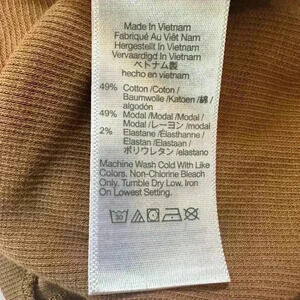 Made In Vietnam
Fabriqué Au Viêt Nam
Hergestellt In Vietnam
Vervaardigd In Vietnam
ベトナム製
hecho en vietnam
49% Cotton /Coton/
Baumwolle /Katoen /綿/
algodón
49% Modal /Modal /Modal/
Modal /レーヨン /modal
2% Elastane /Élasthanne/
Elastan /Elastaan /
ポリウレタン /elastano
Machine Wash Cold With Like
Colors. Non-Chlorine Bleach
Only. Tumble Dry Low. Iron
On Lowest Setting.